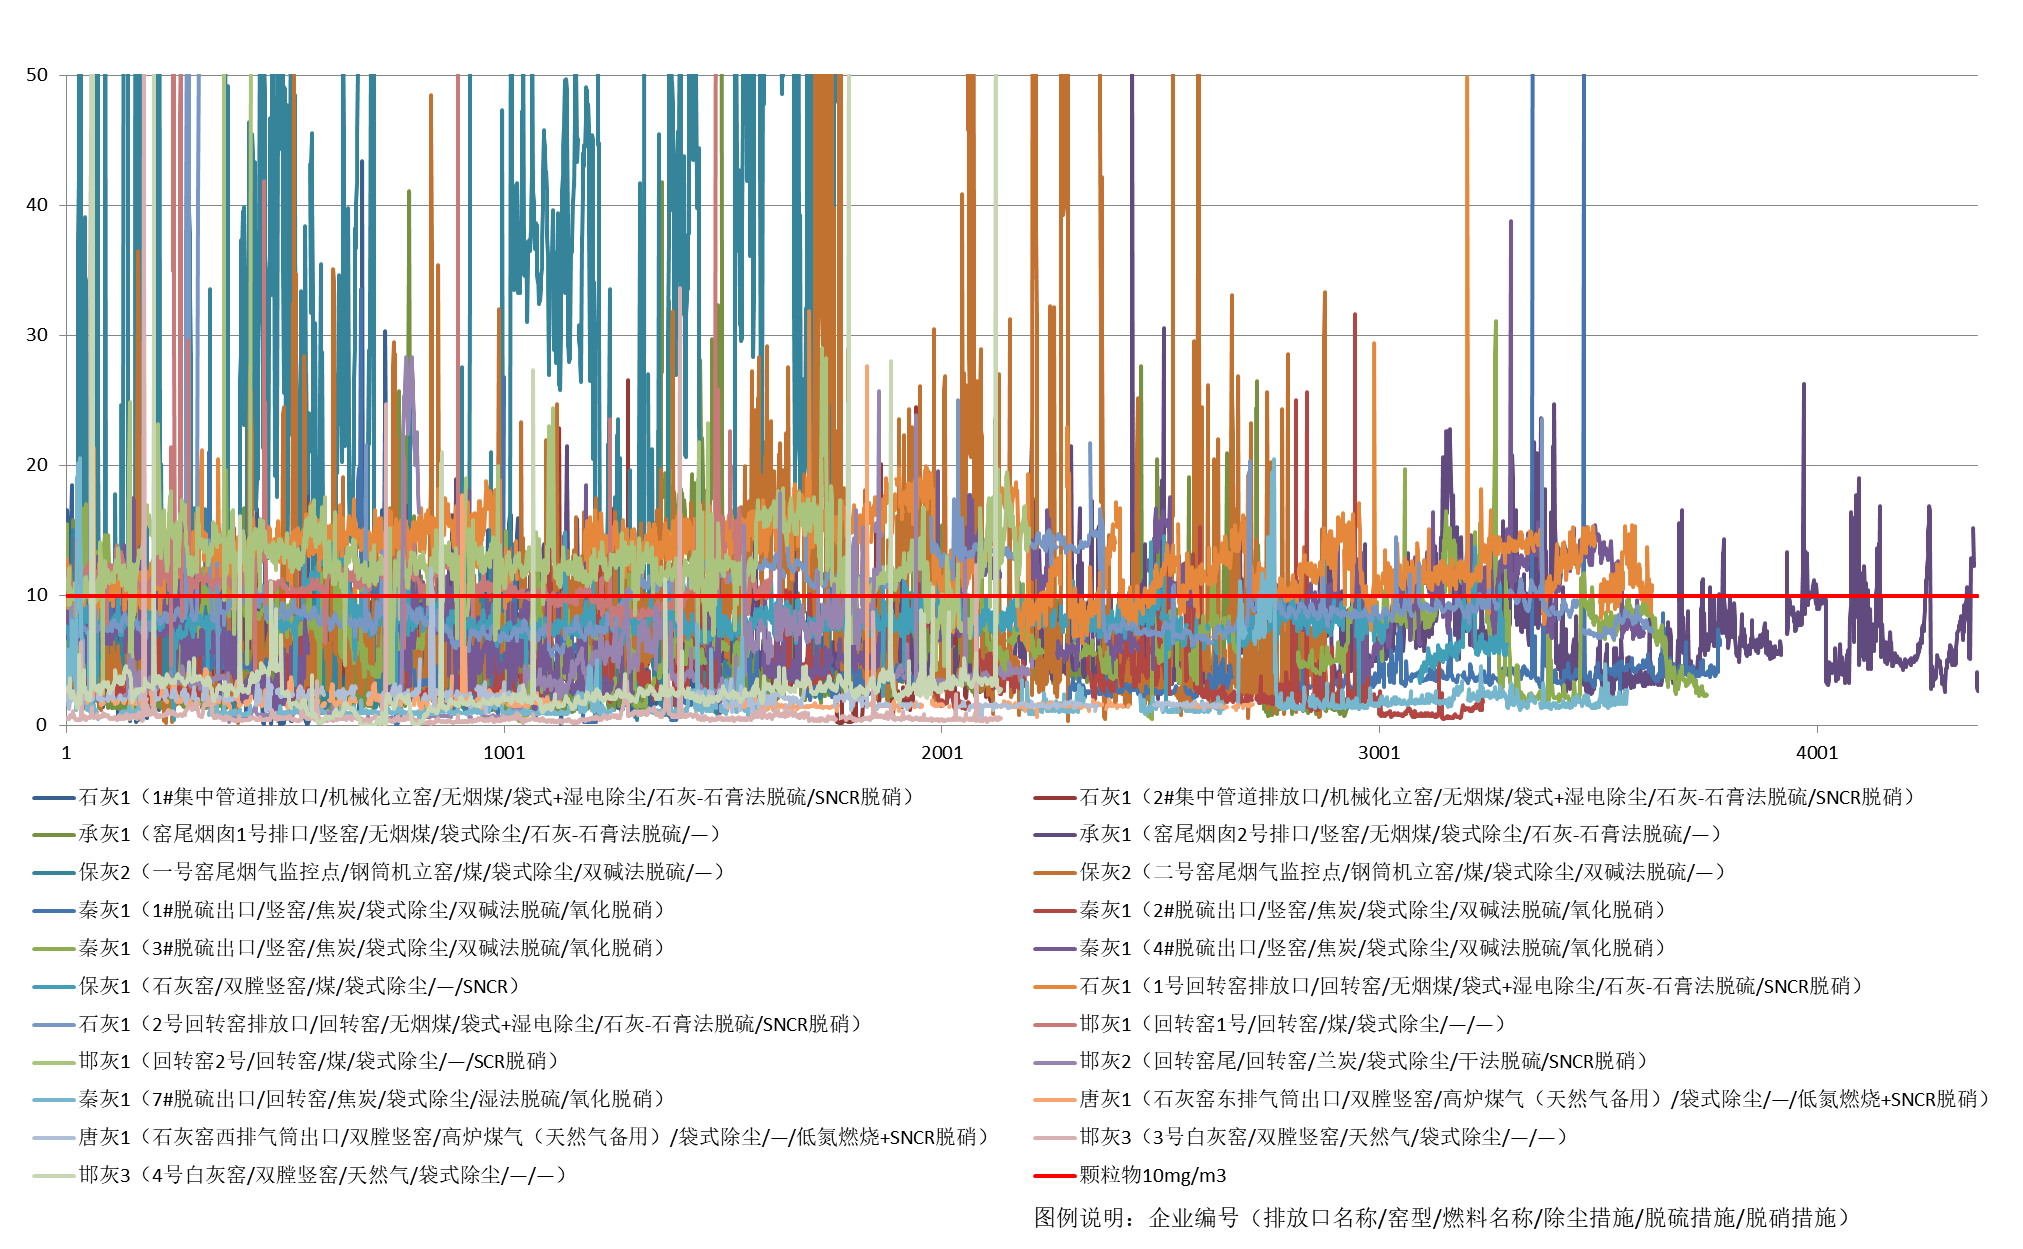 50
40
30
20
10
0
1 1001 2001 3001 4001
石灰1（1#集中管道排放口/机械化立窑/无烟煤/袋式+湿电除尘/石灰-石膏法脱硫/SNCR脱硝）
石灰1（2#集中管道排放口/机械化立窑/无烟煤/袋式+湿电除尘/石灰-石膏法脱硫/SNCR脱硝）
承灰1（窑尾烟囱1号排口/竖窑/无烟煤/袋式除尘/石灰-石膏法脱硫/—）
承灰1（窑尾烟囱2号排口/竖窑/无烟煤/袋式除尘/石灰-石膏法脱硫/—）
保灰2（一号窑尾烟气监控点/钢筒机立窑/煤/袋式除尘/双碱法脱硫/—）
保灰2（二号窑尾烟气监控点/钢筒机立窑/煤/袋式除尘/双碱法脱硫/—）
秦灰1（1#脱硫出口/竖窑/焦炭/袋式除尘/双碱法脱硫/氧化脱硝）
秦灰1（2#脱硫出口/竖窑/焦炭/袋式除尘/双碱法脱硫/氧化脱硝）
秦灰1（3#脱硫出口/竖窑/焦炭/袋式除尘/双碱法脱硫/氧化脱硝）
秦灰1（4#脱硫出口/竖窑/焦炭/袋式除尘/双碱法脱硫/氧化脱硝）
保灰1（石灰窑/双膛竖窑/煤/袋式除尘/—/SNCR）
石灰1（1号回转窑排放口/回转窑/无烟煤/袋式+湿电除尘/石灰-石膏法脱硫/SNCR脱硝）
石灰1（2号回转窑排放口/回转窑/无烟煤/袋式+湿电除尘/石灰-石膏法脱硫/SNCR脱硝）
邯灰1（回转窑1号/回转窑/煤/袋式除尘/—/—）
邯灰1（回转窑2号/回转窑/煤/袋式除尘/—/SCR脱硝）
邯灰2（回转窑尾/回转窑/兰炭/袋式除尘/干法脱硫/SNCR脱硝）
秦灰1（7#脱硫出口/回转窑/焦炭/袋式除尘/湿法脱硫/氧化脱硝）
唐灰1（石灰窑东排气筒出口/双膛竖窑/高炉煤气（天然气备用）/袋式除尘/—/低氮燃烧+SNCR脱硝）
唐灰1（石灰窑西排气筒出口/双膛竖窑/高炉煤气（天然气备用）/袋式除尘/—/低氮燃烧+SNCR脱硝）
邯灰3（3号白灰窑/双膛竖窑/天然气/袋式除尘/—/—）
邯灰3（4号白灰窑/双膛竖窑/天然气/袋式除尘/—/—）
颗粒物10mg/m3
图例说明：企业编号（排放口名称/窑型/燃料名称/除尘措施/脱硫措施/脱硝措施）